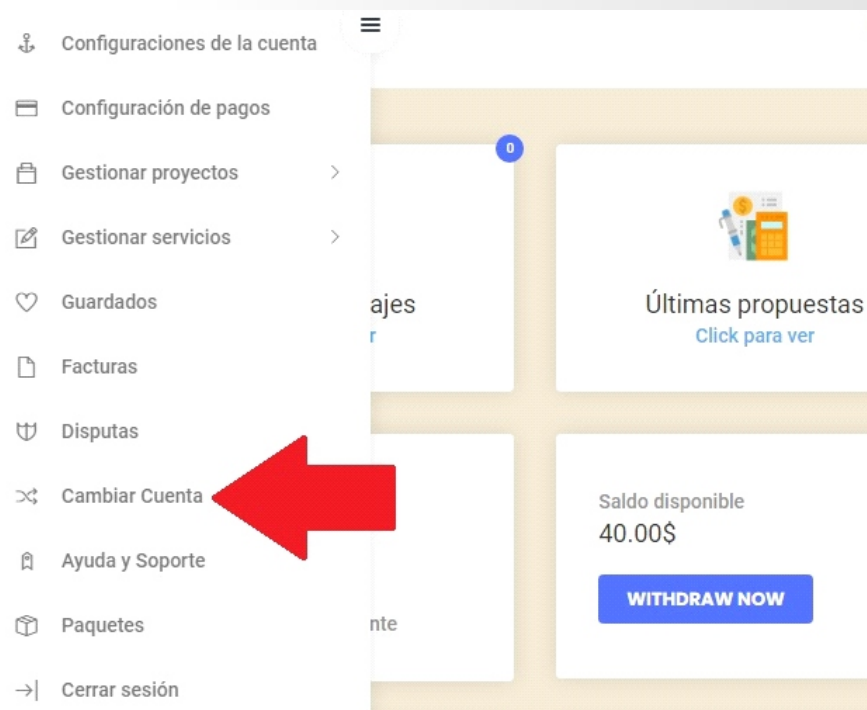 Configuraciones de la cuenta
Configuración de pagos
Gestionar proyectos
Gestionar servicios
Guardados
Facturas
Disputas
Cambiar Cuenta
Ayuda y Soporte
Paquetes
Cerrar sesión
0
ajes
r
Últimas propuestas
Click para ver
nte
Saldo disponible
40.00$
WITHDRAW NOW